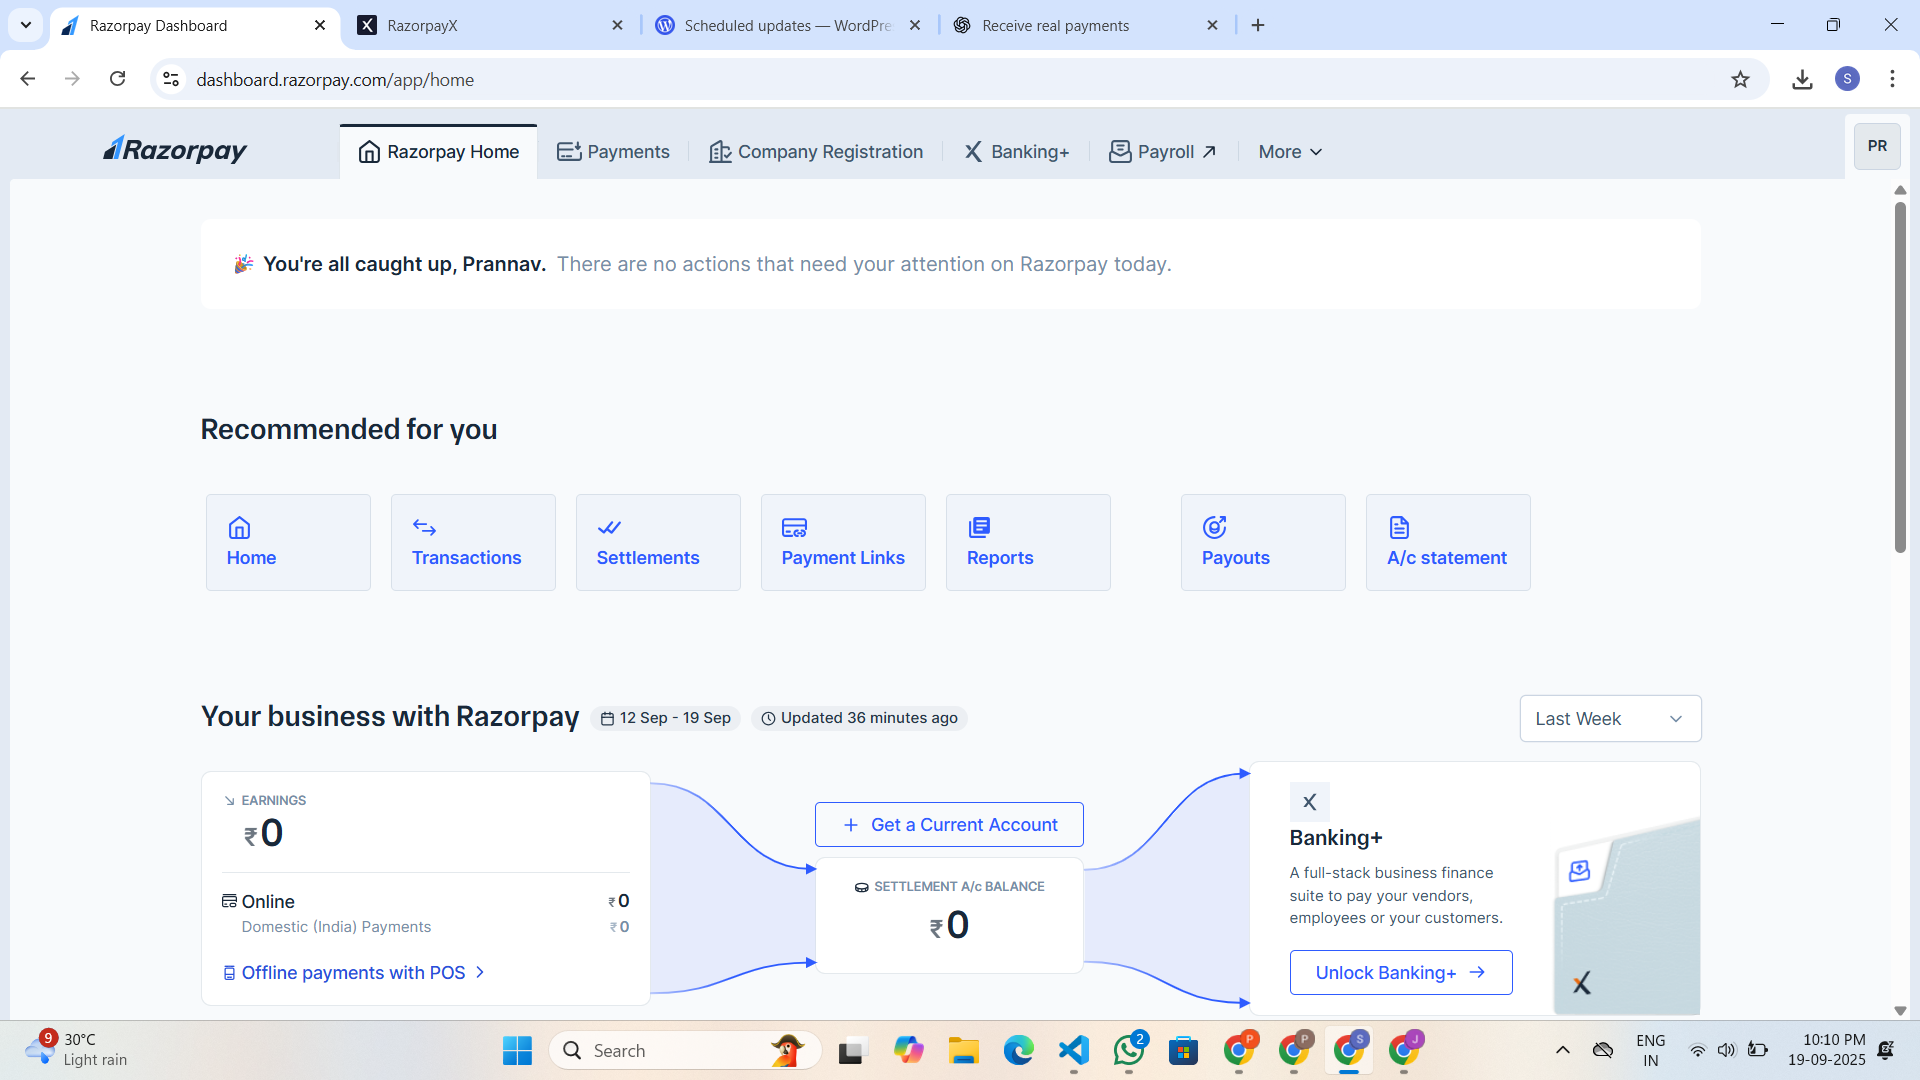 Razorpay Dashboard
RazorpayX
Scheduled updates — WordPre
Receive real payments
dashboard.razorpay.com/app/home
S
Razorpay
Razorpay Home
Payments
Company Registration
Banking+
Payroll
More
PR
You're all caught up, Prannav. There are no actions that need your attention on Razorpay today.
Recommended for you
Home
Transactions
Settlements
Payment Links
Reports
Payouts
A/c statement
Your business with Razorpay
12 Sep - 19 Sep
Updated 36 minutes ago
Last Week
EARNINGS
₹0
Online ₹0
Domestic (India) Payments ₹0
Offline payments with POS
+ Get a Current Account
SETTLEMENT A/c BALANCE
₹0
Banking+
A full-stack business finance
suite to pay your vendors,
employees or your customers.
Unlock Banking+
9
30°C
Light rain
Search
2
P
P
S
J
ENG
IN
10:10 PM
19-09-2025